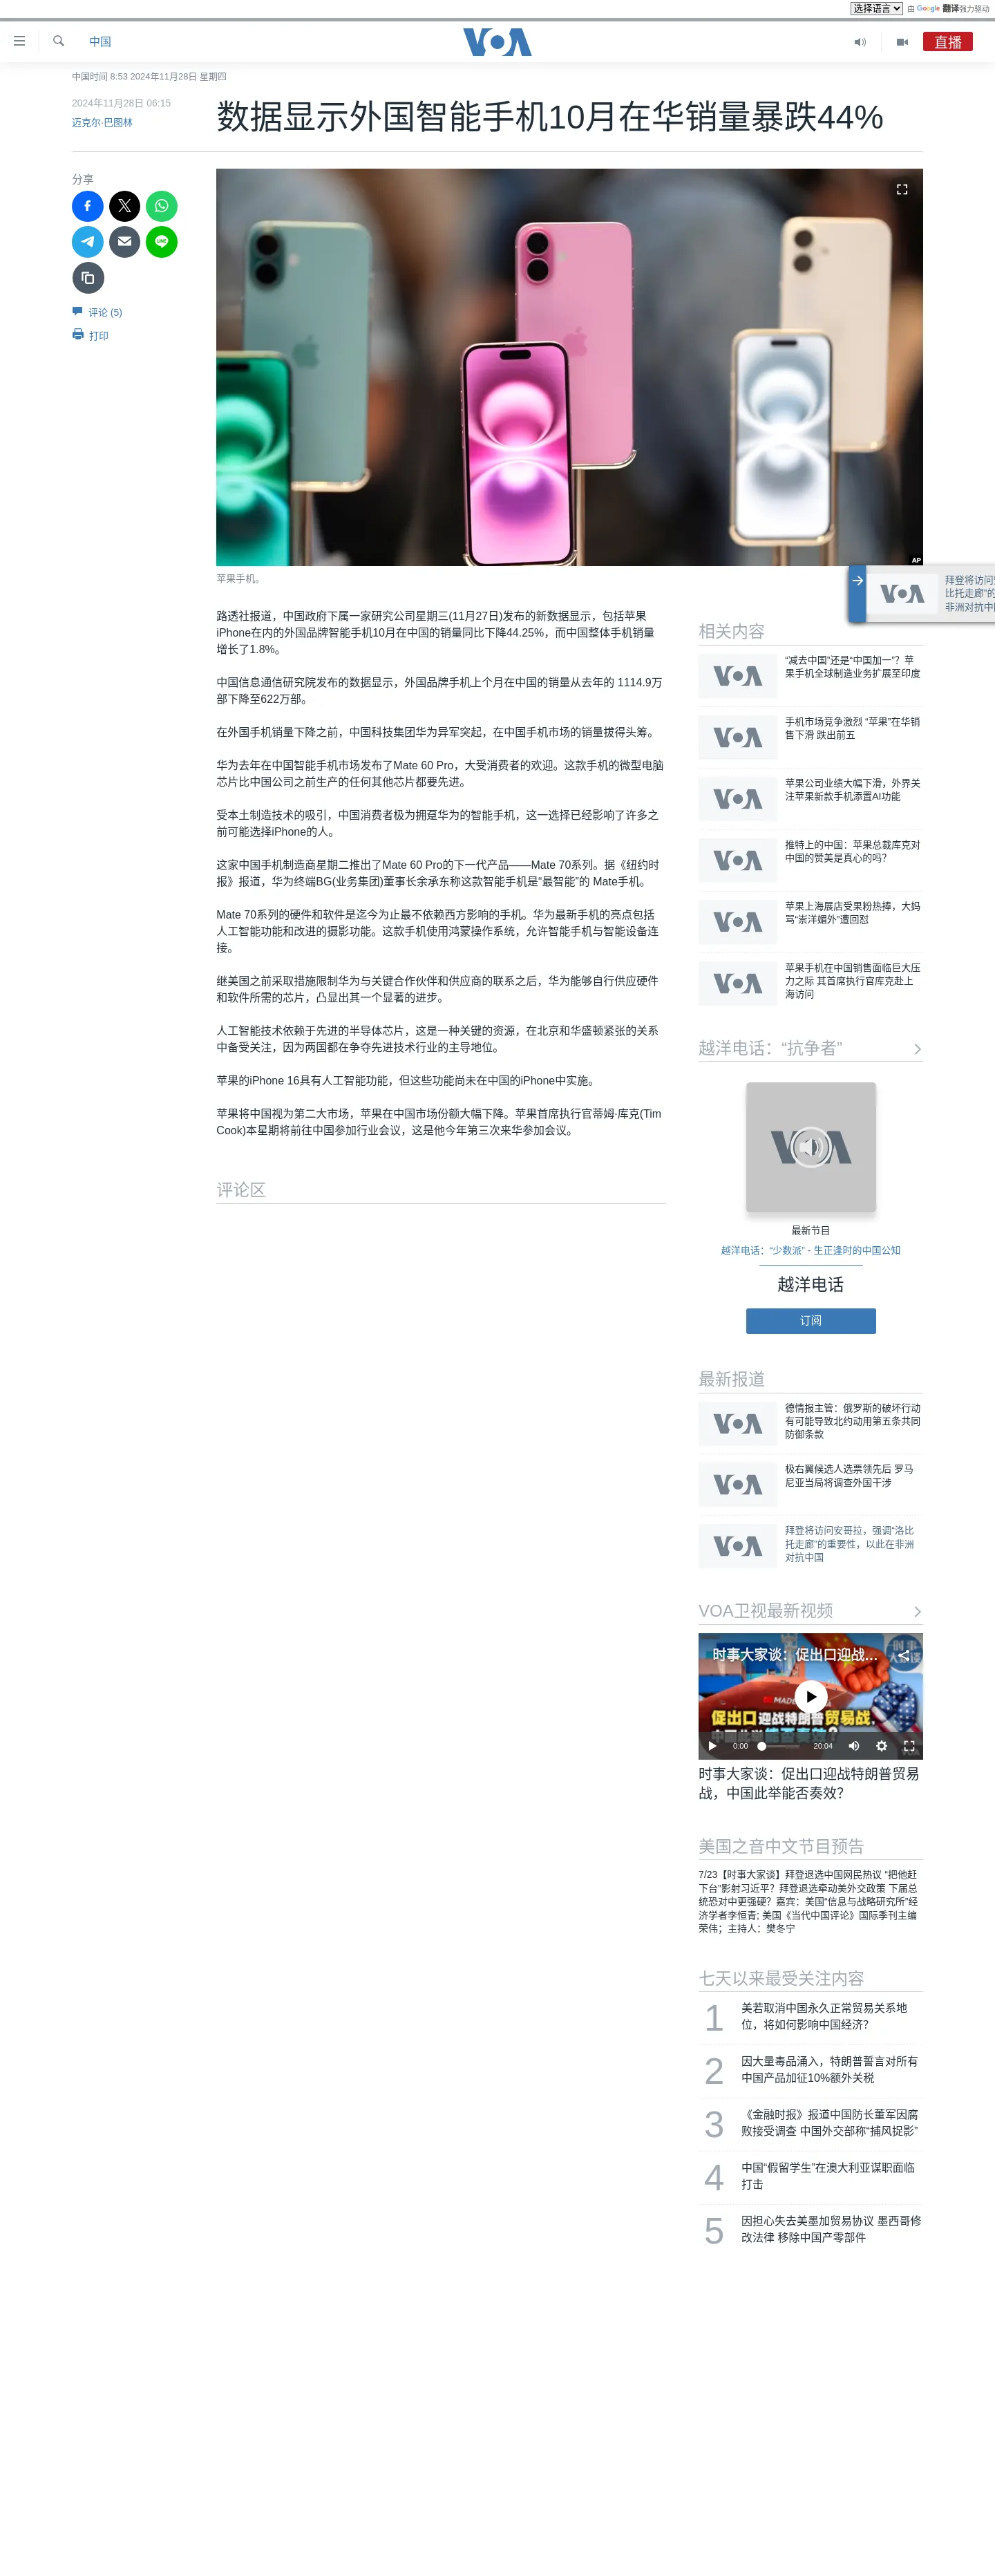 选择语言
由 Google 翻译强力驱动
中国
VOA
直播
中国时间 8:53 2024年11月28日 星期四
2024年11月28日 06:15
迈克尔·巴图林
数据显示外国智能手机10月在华销量暴跌44%
分享
LINE
评论 (5)
打印
AP
苹果手机。
路透社报道，中国政府下属一家研究公司星期三(11月27日)发布的新数据显示，包括苹果
iPhone在内的外国品牌智能手机10月在中国的销量同比下降44.25%，而中国整体手机销量
增长了1.8%。
中国信息通信研究院发布的数据显示，外国品牌手机上个月在中国的销量从去年的 1114.9万
部下降至622万部。
在外国手机销量下降之前，中国科技集团华为异军突起，在中国手机市场的销量拔得头筹。
华为去年在中国智能手机市场发布了Mate 60 Pro，大受消费者的欢迎。这款手机的微型电脑
芯片比中国公司之前生产的任何其他芯片都要先进。
受本土制造技术的吸引，中国消费者极为拥趸华为的智能手机，这一选择已经影响了许多之
前可能选择iPhone的人。
这家中国手机制造商星期二推出了Mate 60 Pro的下一代产品——Mate 70系列。据《纽约时
报》报道，华为终端BG(业务集团)董事长余承东称这款智能手机是“最智能”的 Mate手机。
Mate 70系列的硬件和软件是迄今为止最不依赖西方影响的手机。华为最新手机的亮点包括
人工智能功能和改进的摄影功能。这款手机使用鸿蒙操作系统，允许智能手机与智能设备连
接。
继美国之前采取措施限制华为与关键合作伙伴和供应商的联系之后，华为能够自行供应硬件
和软件所需的芯片，凸显出其一个显著的进步。
人工智能技术依赖于先进的半导体芯片，这是一种关键的资源，在北京和华盛顿紧张的关系
中备受关注，因为两国都在争夺先进技术行业的主导地位。
苹果的iPhone 16具有人工智能功能，但这些功能尚未在中国的iPhone中实施。
苹果将中国视为第二大市场，苹果在中国市场份额大幅下降。苹果首席执行官蒂姆·库克(Tim
Cook)本星期将前往中国参加行业会议，这是他今年第三次来华参加会议。
评论区
VOA
拜登将访问
比托走廊”的
非洲对抗中
相关内容
VOA
“减去中国”还是“中国加一”？苹
果手机全球制造业务扩展至印度
VOA
手机市场竞争激烈 “苹果”在华销
售下滑 跌出前五
VOA
苹果公司业绩大幅下滑，外界关
注苹果新款手机添置AI功能
VOA
推特上的中国：苹果总裁库克对
中国的赞美是真心的吗？
VOA
苹果上海展店受果粉热捧，大妈
骂“崇洋媚外”遭回怼
VOA
苹果手机在中国销售面临巨大压
力之际 其首席执行官库克赴上
海访问
越洋电话：“抗争者”
VOA
最新节目
越洋电话：“少数派” - 生正逢时的中国公知
越洋电话
订阅
最新报道
VOA
德情报主管：俄罗斯的破坏行动
有可能导致北约动用第五条共同
防御条款
VOA
极右翼候选人选票领先后 罗马
尼亚当局将调查外国干涉
VOA
拜登将访问安哥拉，强调“洛比
托走廊”的重要性，以此在非洲
对抗中国
VOA卫视最新视频
时事大家谈：促出口迎战...
促出口迎战特朗普贸易战,
0:00
20:04
时事大家谈：促出口迎战特朗普贸易
战，中国此举能否奏效？
美国之音中文节目预告
7/23【时事大家谈】拜登退选中国网民热议 “把他赶
下台”影射习近平？拜登退选牵动美外交政策 下届总
统恐对中更强硬？嘉宾：美国“信息与战略研究所”经
济学者李恒青; 美国《当代中国评论》国际季刊主编
荣伟；主持人：樊冬宁
七天以来最受关注内容
1
美若取消中国永久正常贸易关系地
位，将如何影响中国经济？
2
因大量毒品涌入，特朗普誓言对所有
中国产品加征10%额外关税
3
《金融时报》报道中国防长董军因腐
败接受调查 中国外交部称“捕风捉影”
4
中国“假留学生”在澳大利亚谋职面临
打击
5
因担心失去美墨加贸易协议 墨西哥修
改法律 移除中国产零部件